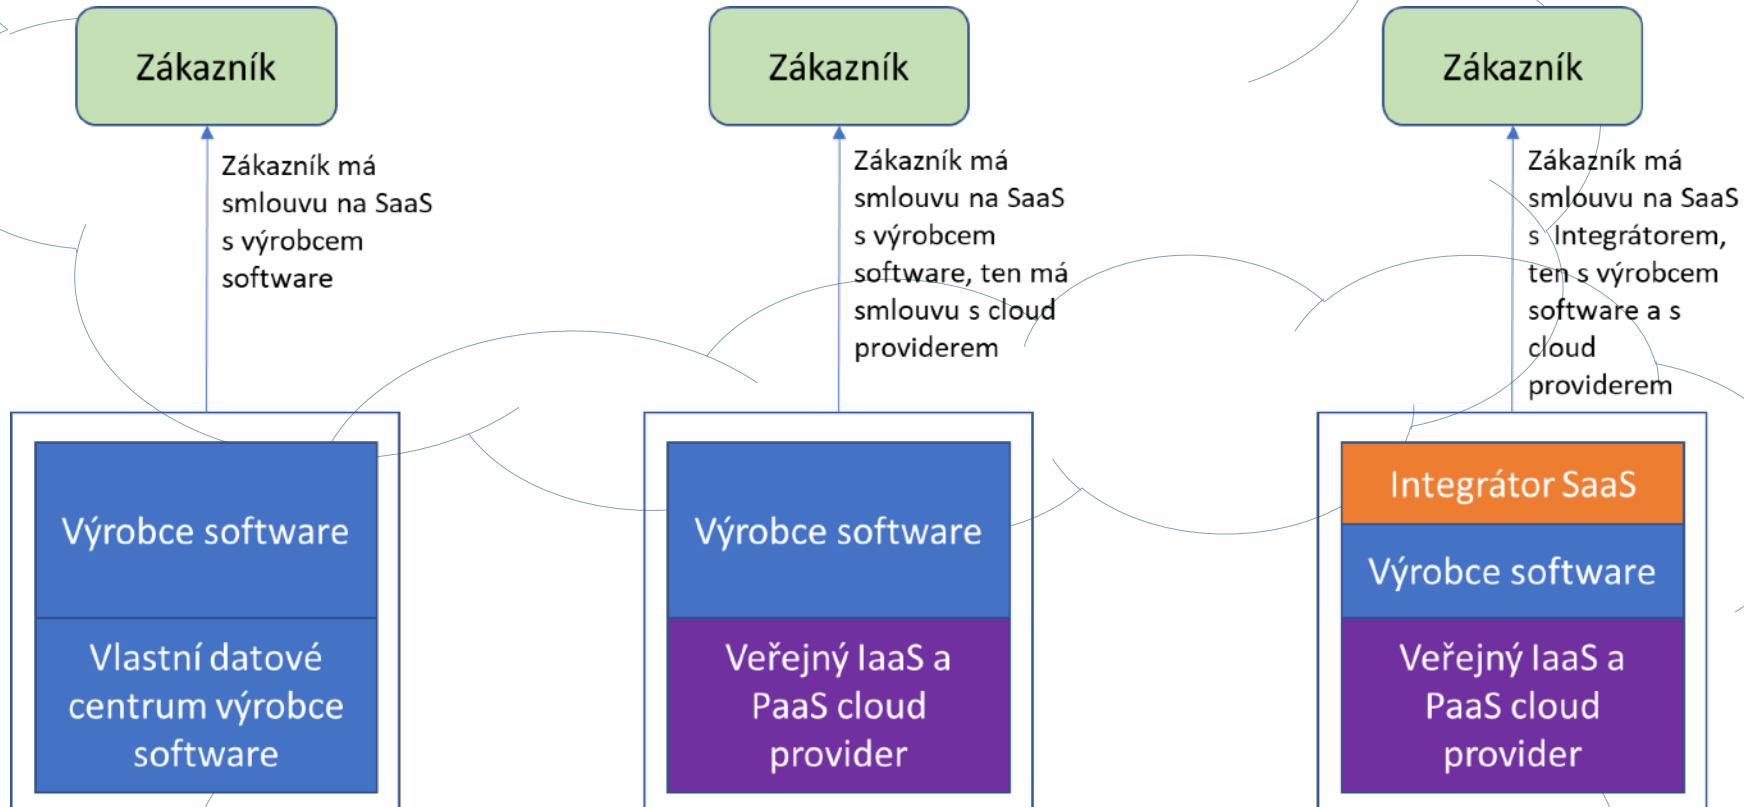 Zákazník
Zákazník má
smlouvu na SaaS
s výrobcem
software
Výrobce software
Vlastní datové
centrum výrobce
software
Zákazník
Zákazník má
smlouvu na SaaS
s výrobcem
software, ten má
smlouvu s cloud
providerem
Výrobce software
Veřejný IaaS a
PaaS cloud
provider
Zákazník
Zákazník má
smlouvu na SaaS
s Integrátorem,
ten s výrobcem
software a s
cloud
providerem
Integrátor SaaS
Výrobce software
Veřejný IaaS a
PaaS cloud
provider